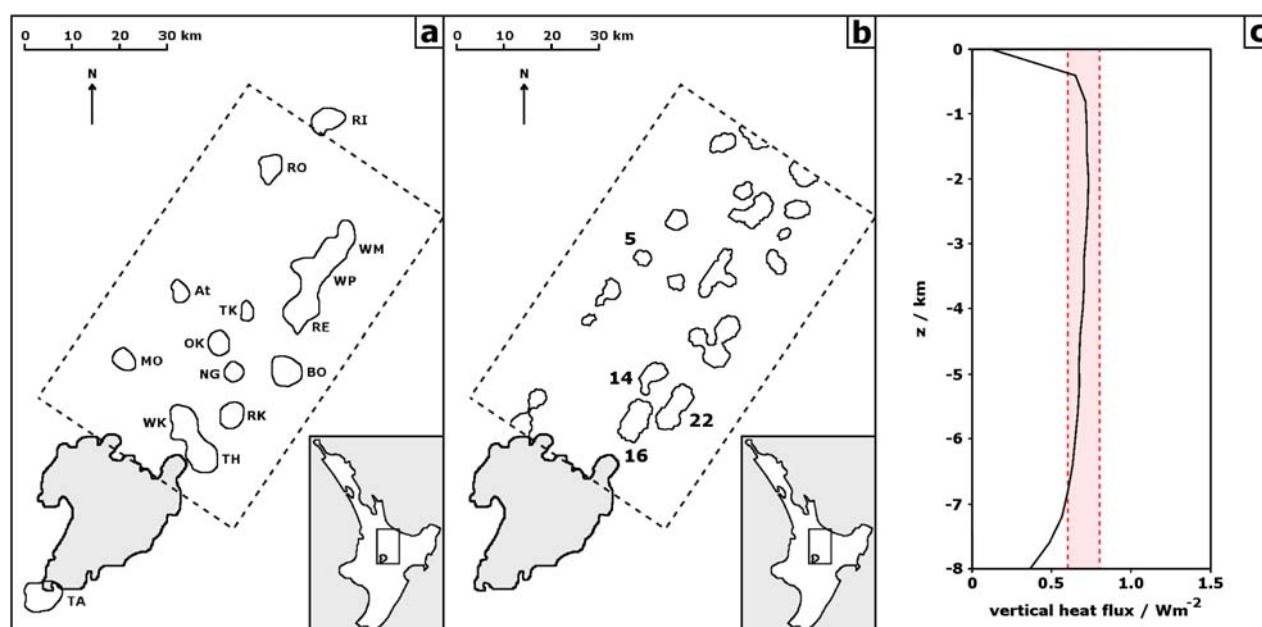 a
0 10 20 30 km
N
RI
RO
WM
WP
At
TK
RE
OK
MO
NG
BO
WK
RK
TH
TA
b
0 10 20 30 km
N
5
14
22
16
c
0
-1
-2
-3
-4
-5
-6
-7
-8
z / km
0 0.5 1.0 1.5
vertical heat flux / Wm-2